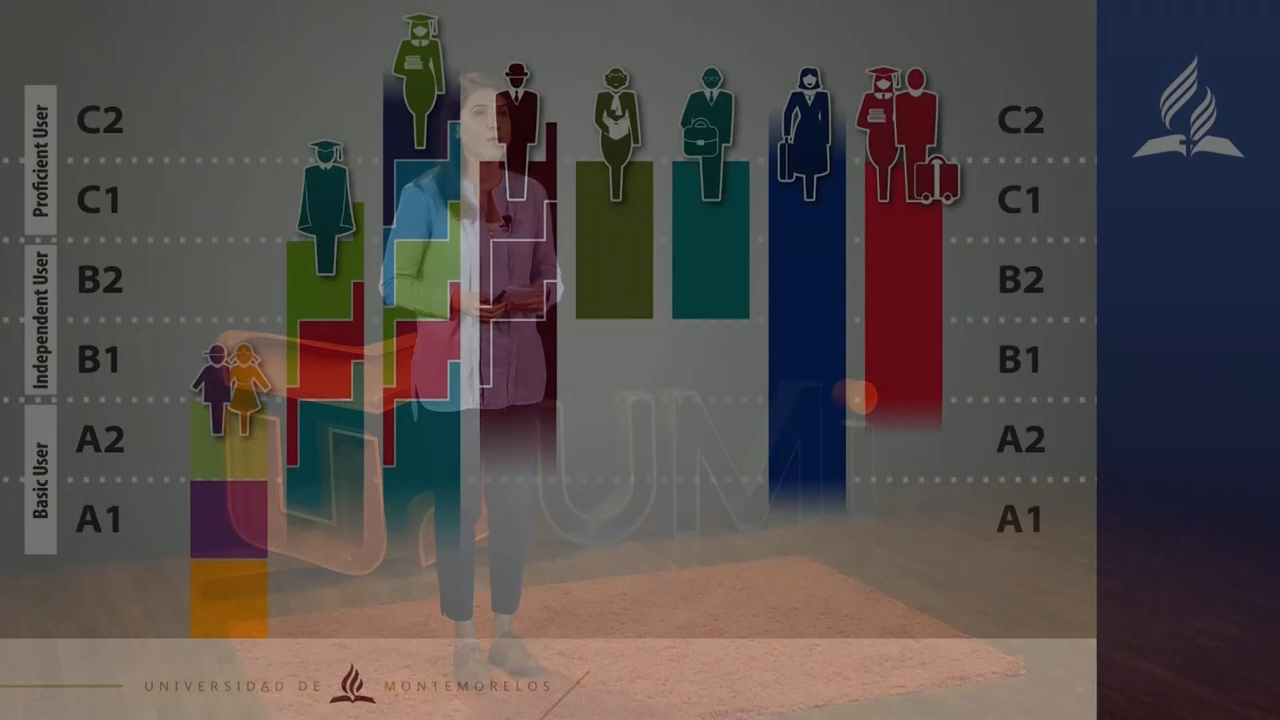 Proficient User
Independent User
Basic User
C2
C1
B2
B1
A2
A1
C2
C1
B2
B1
A2
A1
UMi
UNIVERSIDAD DE MONTEMORELOS